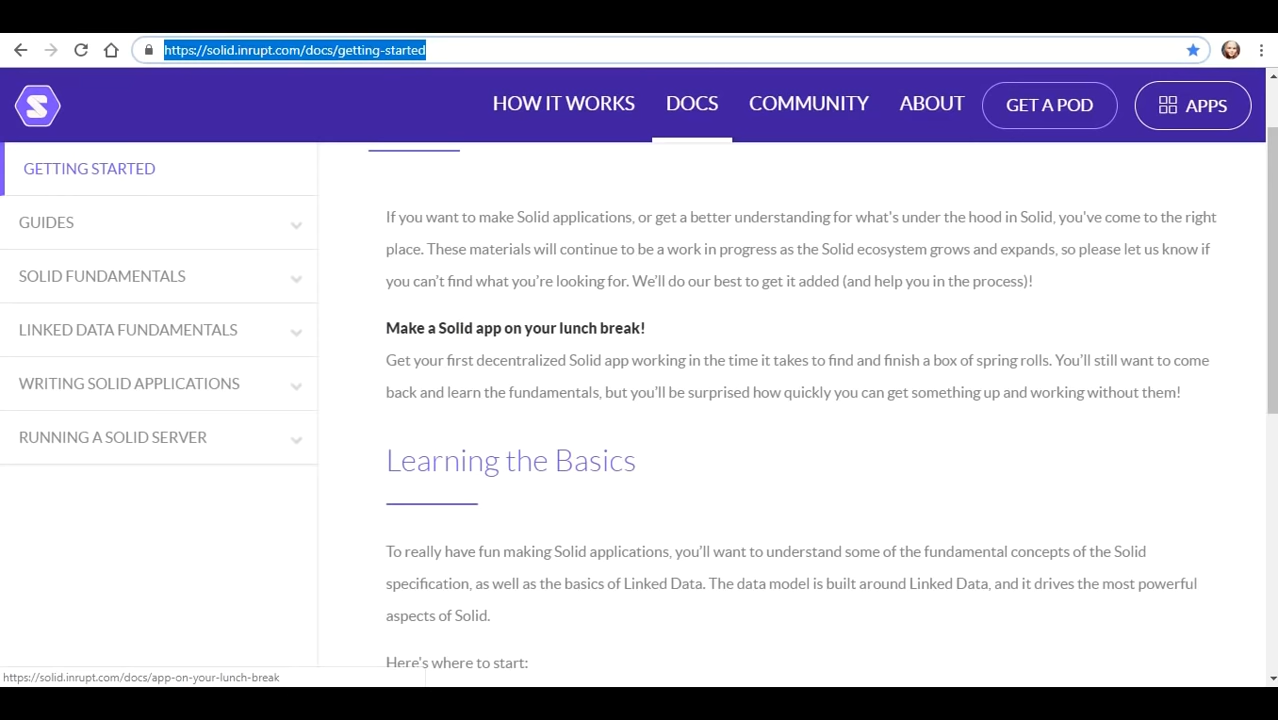 https://solid.inrupt.com/docs/getting-started
HOW IT WORKS
DOCS
COMMUNITY
ABOUT
GET A POD
APPS
GETTING STARTED
GUIDES
SOLID FUNDAMENTALS
LINKED DATA FUNDAMENTALS
WRITING SOLID APPLICATIONS
RUNNING A SOLID SERVER
If you want to make Solid applications, or get a better understanding for what's under the hood in Solid, you've come to the right
place. These materials will continue to be a work in progress as the Solid ecosystem grows and expands, so please let us know if
you can’t find what you’re looking for. We’ll do our best to get it added (and help you in the process)!
Make a Solid app on your lunch break!
Get your first decentralized Solid app working in the time it takes to find and finish a box of spring rolls. You’ll still want to come
back and learn the fundamentals, but you’ll be surprised how quickly you can get something up and working without them!
Learning the Basics
To really have fun making Solid applications, you’ll want to understand some of the fundamental concepts of the Solid
specification, as well as the basics of Linked Data. The data model is built around Linked Data, and it drives the most powerful
aspects of Solid.
Here's where to start:
https://solid.inrupt.com/docs/app-on-your-lunch-break